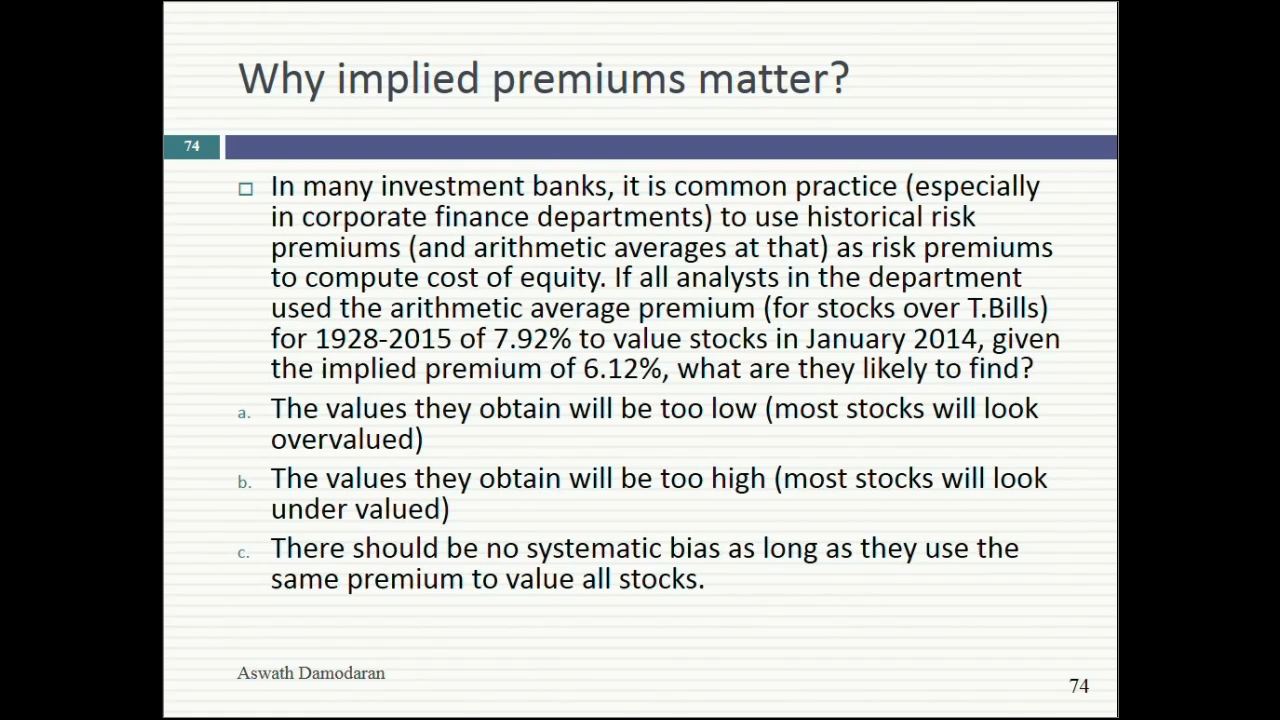 Why implied premiums matter?
74
In many investment banks, it is common practice (especially
in corporate finance departments) to use historical risk
premiums (and arithmetic averages at that) as risk premiums
to compute cost of equity. If all analysts in the department
used the arithmetic average premium (for stocks over T.Bills)
for 1928-2015 of 7.92% to value stocks in January 2014, given
the implied premium of 6.12%, what are they likely to find?
a. The values they obtain will be too low (most stocks will look
overvalued)
b. The values they obtain will be too high (most stocks will look
under valued)
c. There should be no systematic bias as long as they use the
same premium to value all stocks.
Aswath Damodaran
74